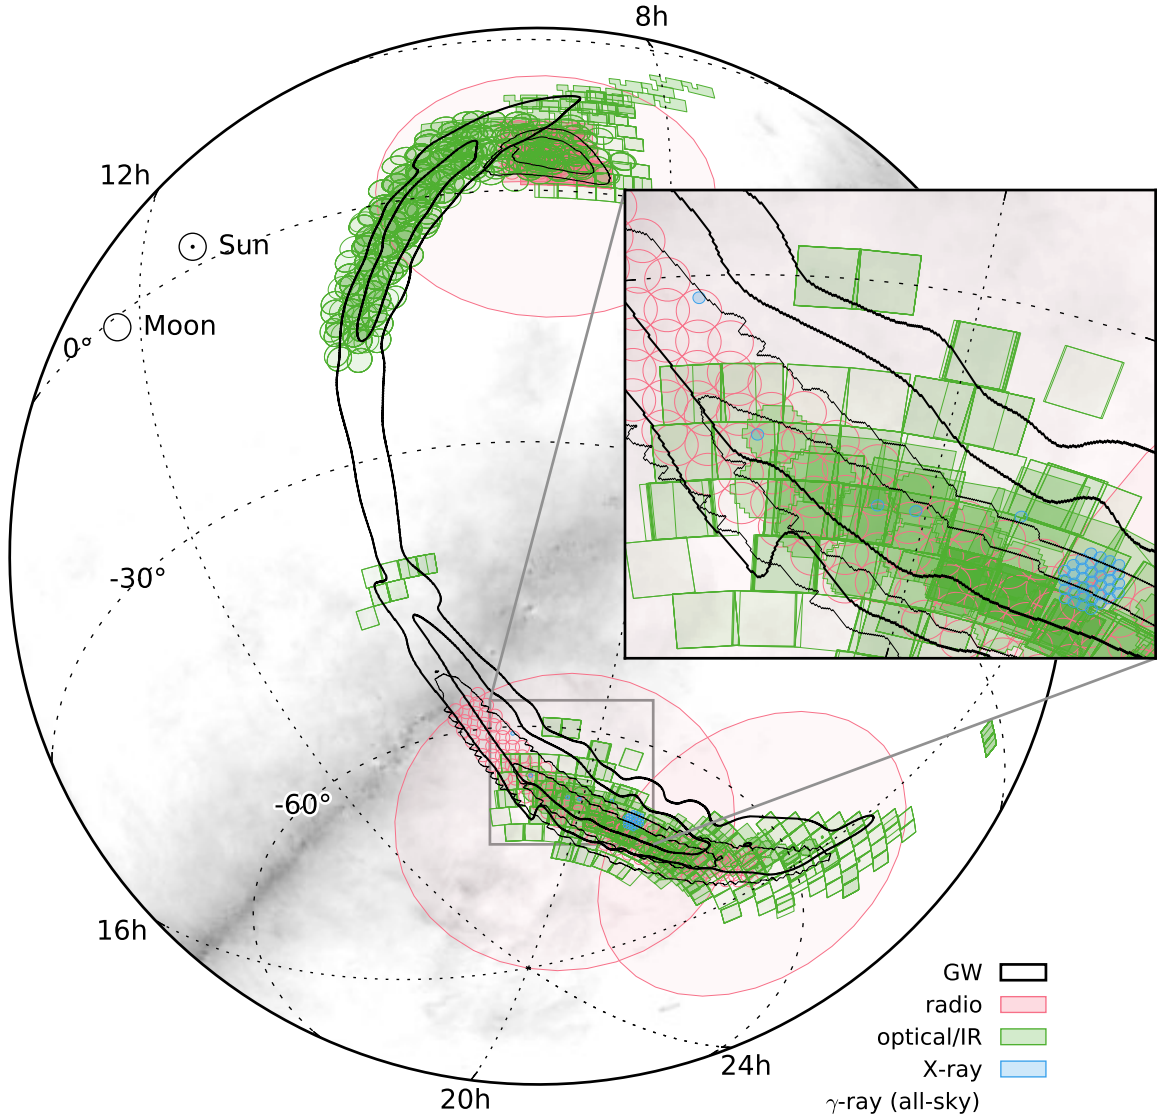 8h
12h
Sun
Moon
0°
-30°
-60°
16h
20h
24h
GW
radio
optical/IR
X-ray
γ-ray (all-sky)